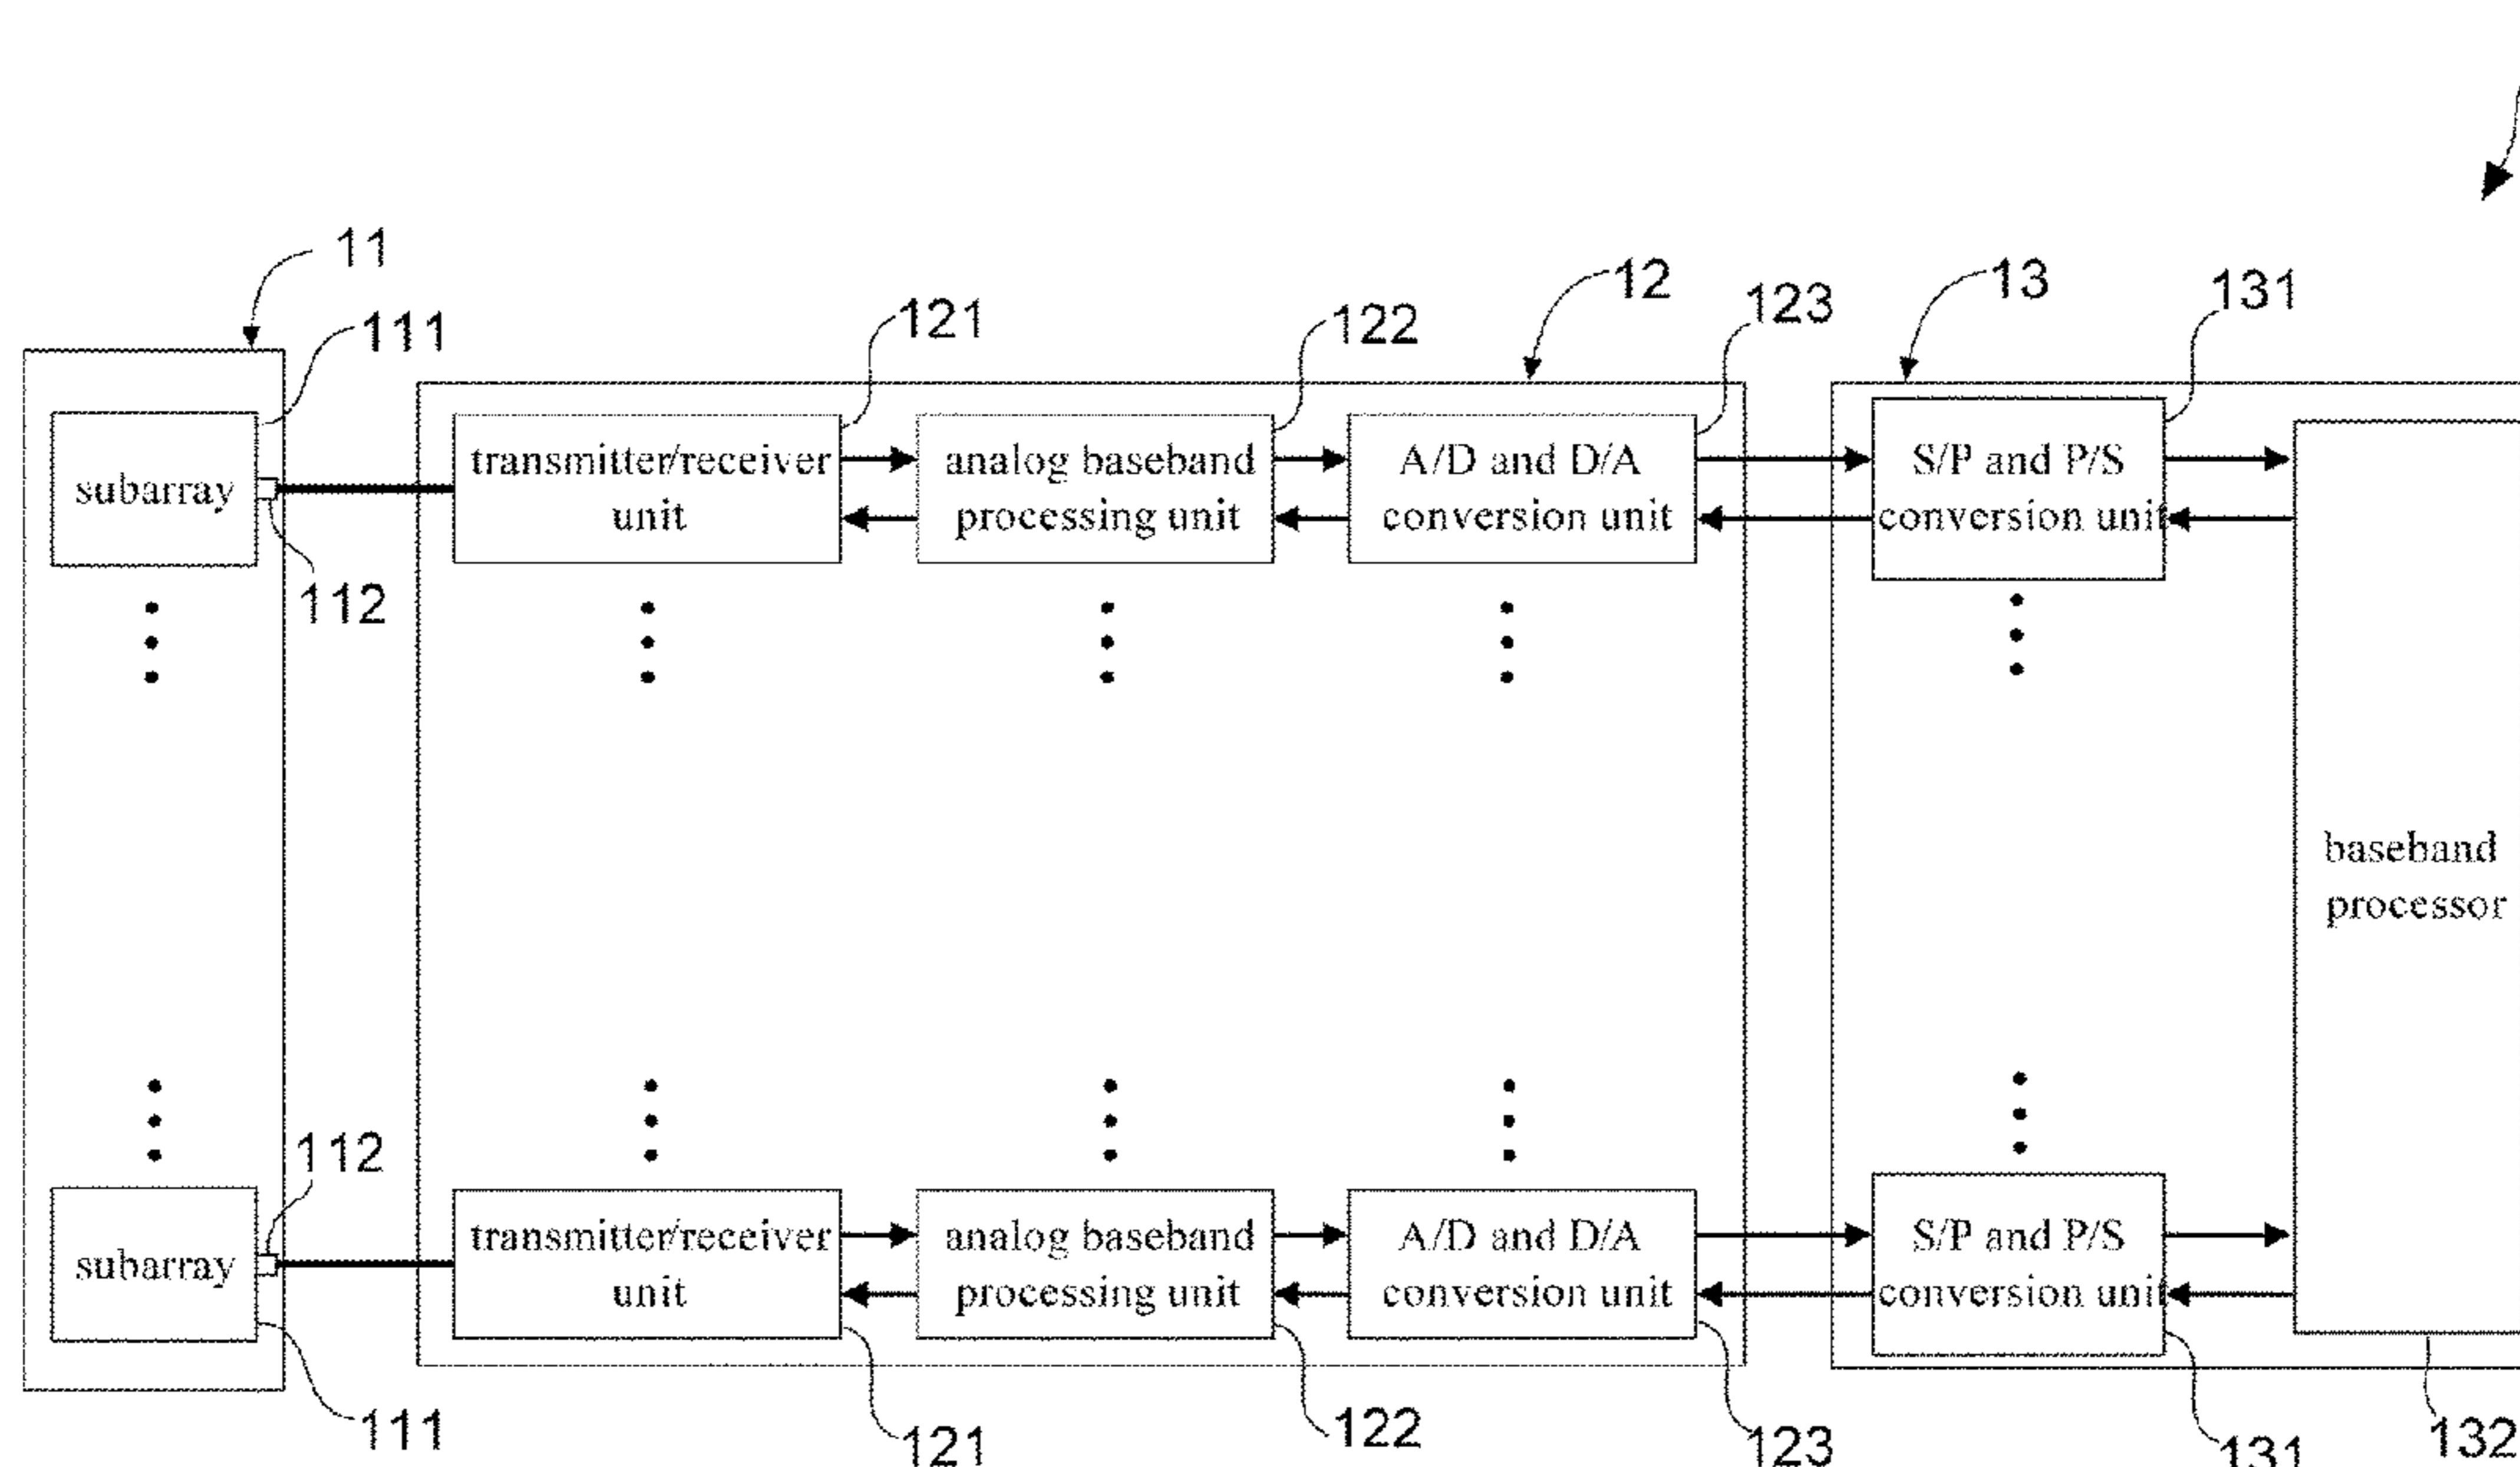 11
111
121
122
12
123
13
131
subarray
transmitter/receiver
unit
analog baseband
processing unit
A/D and D/A
conversion unit
S/P and P/S
conversion unit
112
baseband
processor
112
subarray
transmitter/receiver
unit
analog baseband
processing unit
A/D and D/A
conversion unit
S/P and P/S
conversion unit
111
121
122
123
131
132